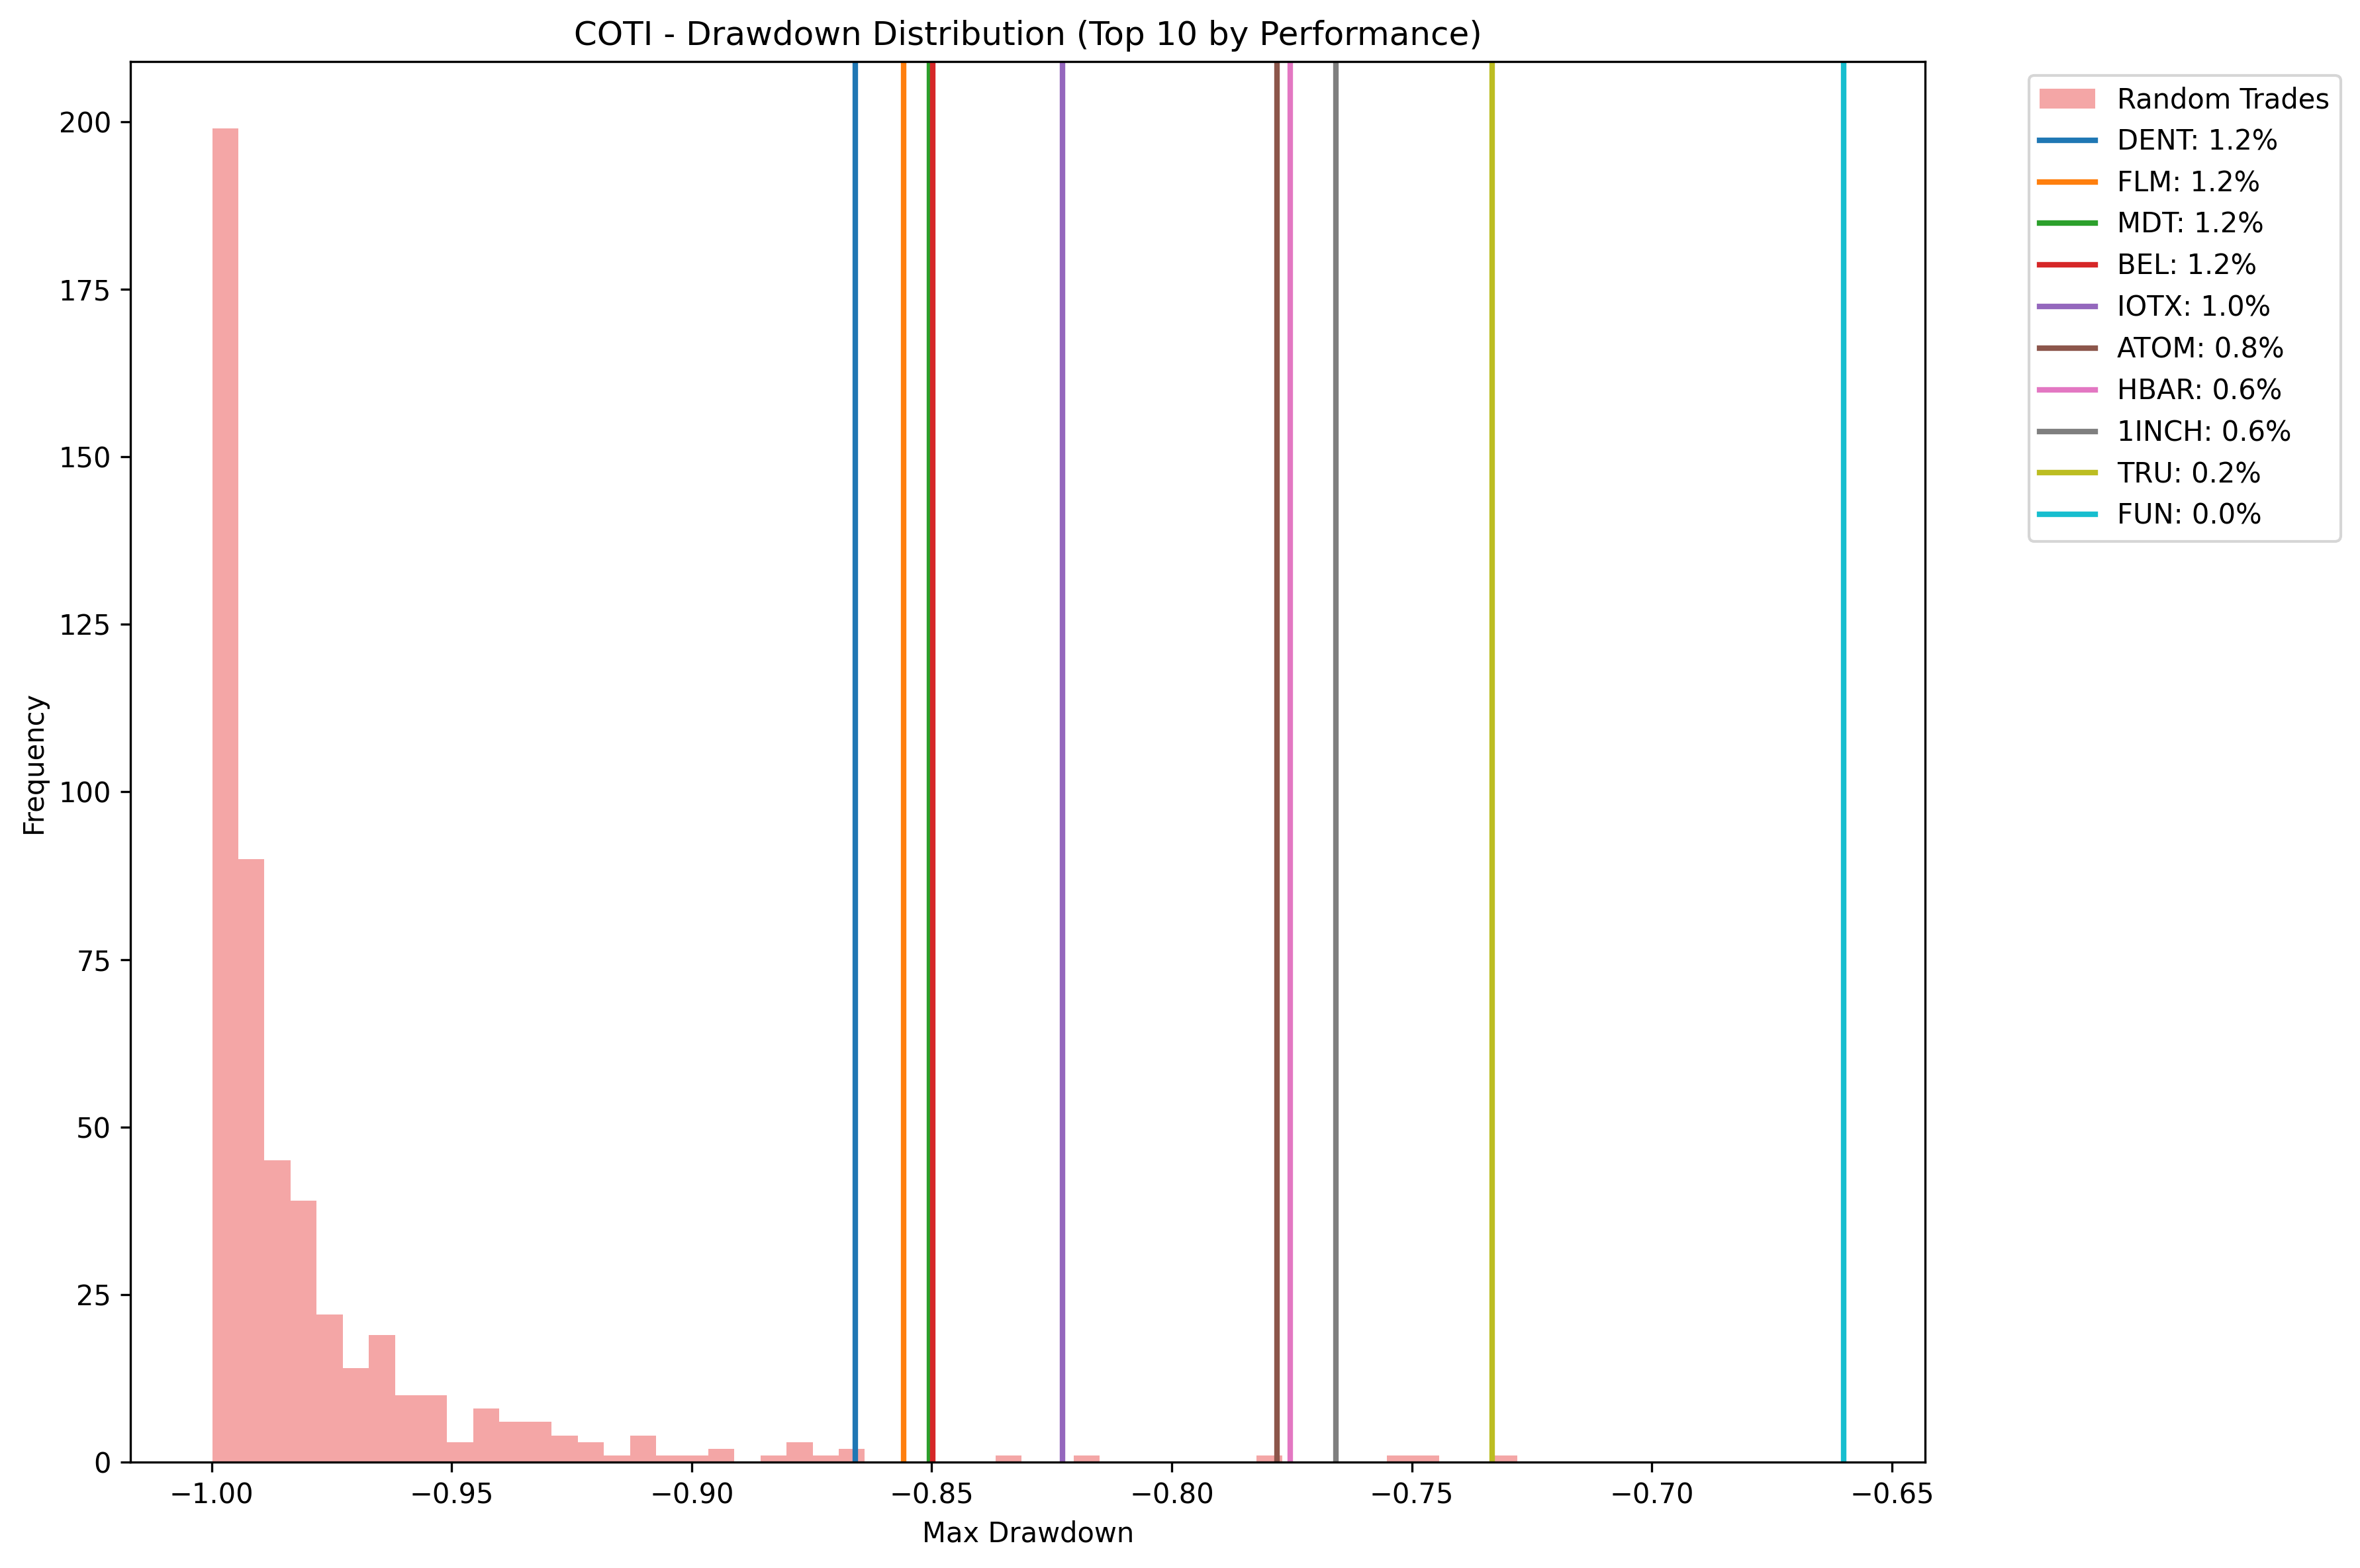 COTI - Drawdown Distribution (Top 10 by Performance)
200
175
150
125
100
75
50
25
0
Frequency
−1.00
−0.95
−0.90
−0.85
−0.80
−0.75
−0.70
−0.65
Max Drawdown
Random Trades
DENT: 1.2%
FLM: 1.2%
MDT: 1.2%
BEL: 1.2%
IOTX: 1.0%
ATOM: 0.8%
HBAR: 0.6%
1INCH: 0.6%
TRU: 0.2%
FUN: 0.0%